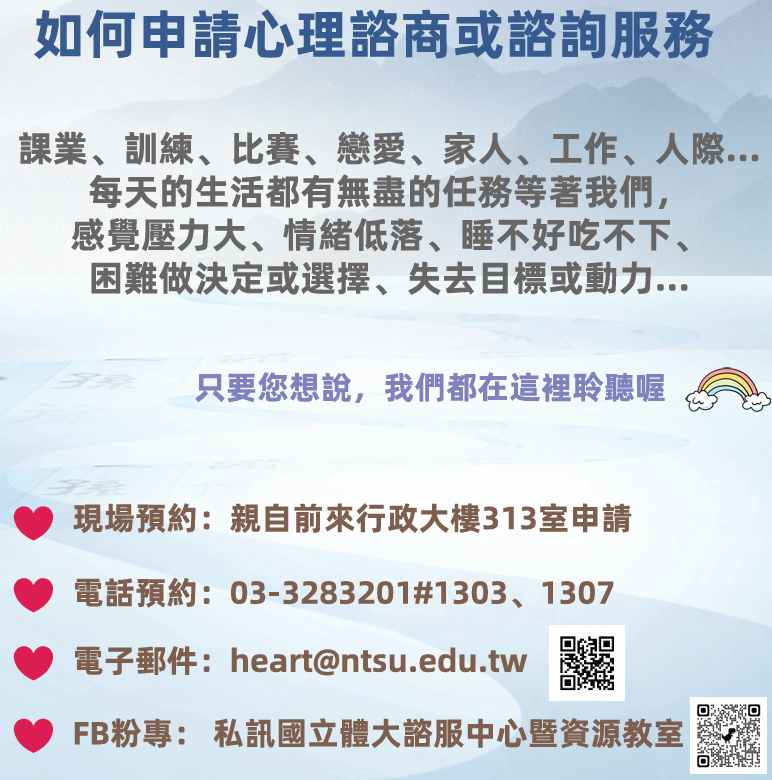 如何申請心理諮商或諮詢服務
課業、訓練、比賽、戀愛、家人、工作、人際...
每天的生活都有無盡的任務等著我們，
感覺壓力大、情緒低落、睡不好吃不下、
困難做決定或選擇、失去目標或動力...
只要您想說，我們都在這裡聆聽喔
現場預約：親自前來行政大樓313室申請
電話預約：03-3283201#1303、1307
電子郵件：heart@ntsu.edu.tw
FB粉專： 私訊國立體大諮服中心暨資源教室